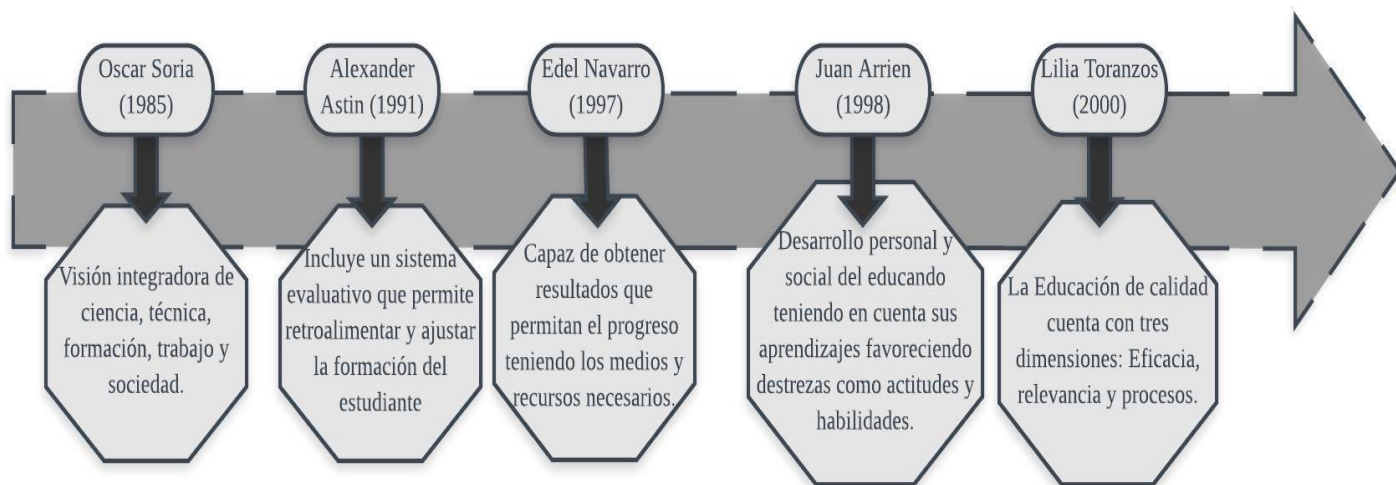 Oscar Soria
(1985)
Visión integradora de
ciencia, técnica,
formación, trabajo y
sociedad.
Alexander
Astin (1991)
Incluye un sistema
evaluativo que permite
retroalimentar y ajustar
la formación del
estudiante
Edel Navarro
(1997)
Capaz de obtener
resultados que
permitan el progreso
teniendo los medios y
recursos necesarios.
Juan Arrien
(1998)
Desarrollo personal y
social del educando
teniendo en cuenta sus
aprendizajes favoreciendo
destrezas como actitudes y
habilidades.
Lilia Toranzos
(2000)
La Educación de calidad
cuenta con tres
dimensiones: Eficacia,
relevancia y procesos.